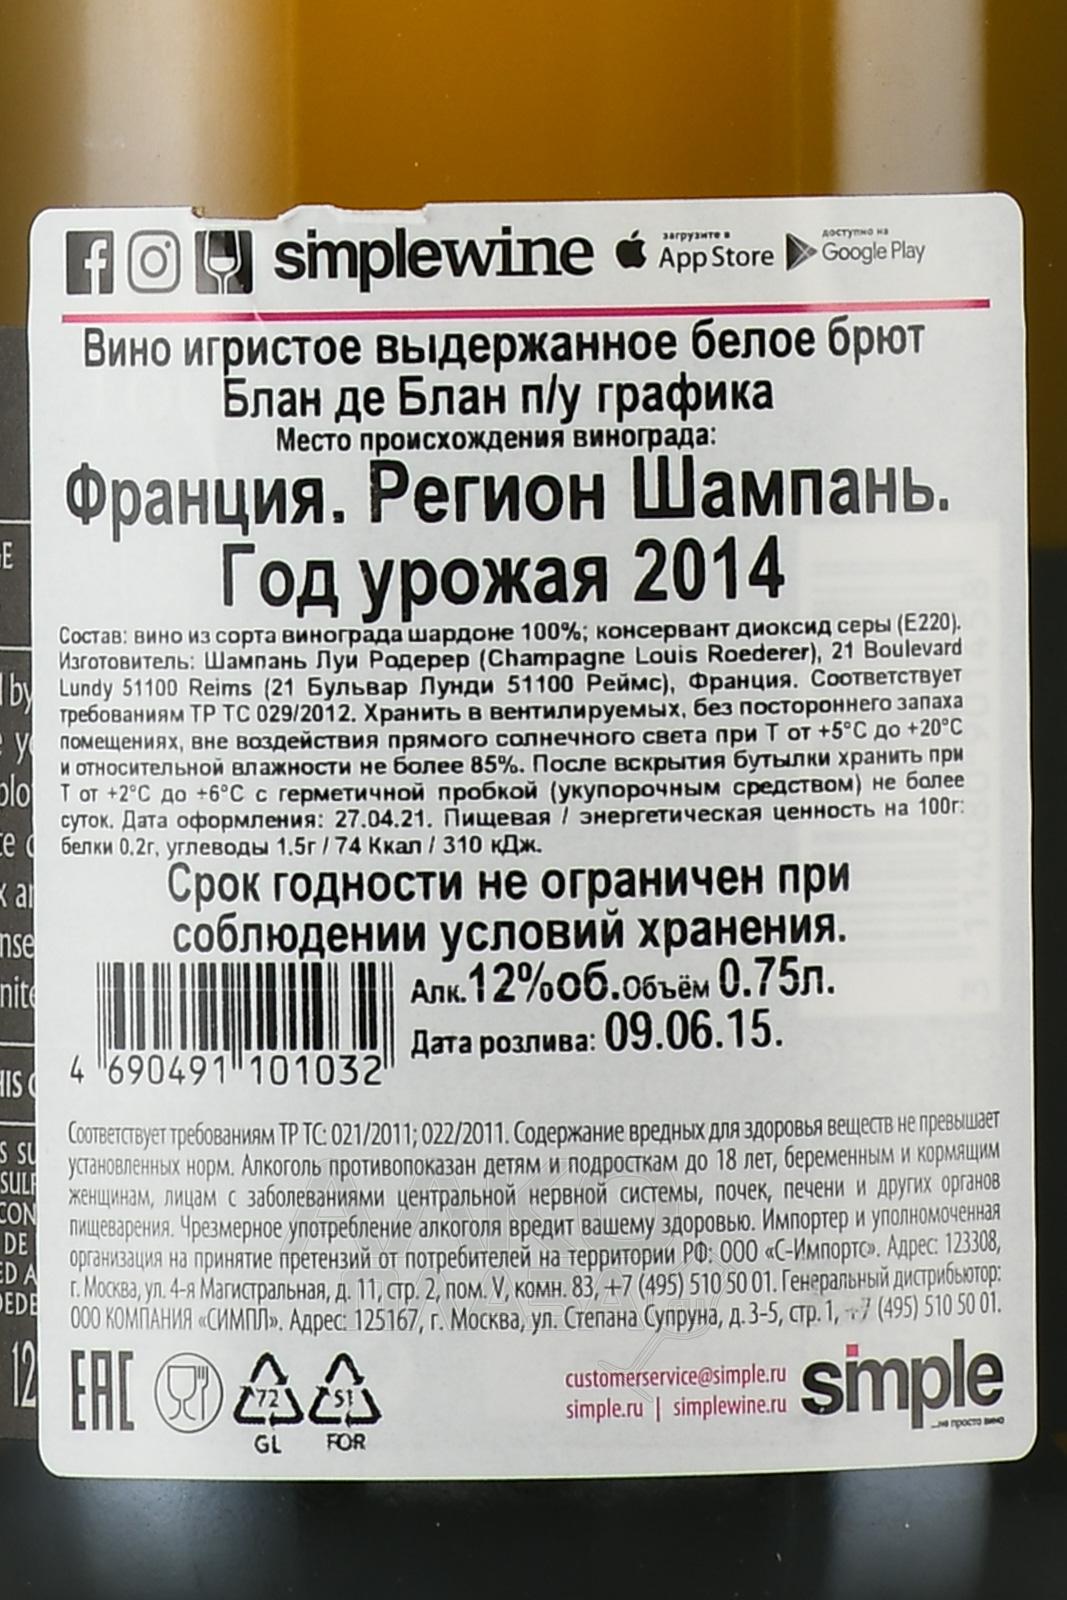 simplewine загрузите в App Store доступно на Google Play
Вино игристое выдержанное белое брют
Блан де Блан п/у графика
Место происхождения винограда:
Франция. Регион Шампань.
Год урожая 2014
Состав: вино из сорта винограда шардоне 100%; консервант диоксид серы (E220).
Изготовитель: Шампань Луи Родерер (Champagne Louis Roederer), 21 Boulevard
Lundy 51100 Reims (21 Бульвар Лунди 51100 Реймс), Франция. Соответствует
требованиям ТР ТС 029/2012. Хранить в вентилируемых, без постороннего запаха
помещениях, вне воздействия прямого солнечного света при Т от +5°С до +20°С
и относительной влажности не более 85%. После вскрытия бутылки хранить при
Т от +2°С до +6°С с герметичной пробкой (укупорочным средством) не более
суток. Дата оформления: 27.04.21. Пищевая / энергетическая ценность на 100г:
белки 0.2г, углеводы 1.5г / 74 Ккал / 310 кДж.
Срок годности не ограничен при
соблюдении условий хранения.
Алк.12%об.Объём 0.75л.
Дата розлива: 09.06.15.
4 690491 101032
Соответствует требованиям ТР ТС: 021/2011; 022/2011. Содержание вредных для здоровья веществ не превышает
установленных норм. Алкоголь противопоказан детям и подросткам до 18 лет, беременным и кормящим
женщинам, лицам с заболеваниями центральной нервной системы, почек, печени и других органов
пищеварения. Чрезмерное употребление алкоголя вредит вашему здоровью. Импортер и уполномоченная
организация на принятие претензий от потребителей на территории РФ: ООО «С-Импортс». Адрес: 123308,
г. Москва, ул. 4-я Магистральная, д. 11, стр. 2, пом. V, комн. 83, +7 (495) 510 50 01. Генеральный дистрибьютор:
ООО КОМПАНИЯ «СИМПЛ». Адрес: 125167, г. Москва, ул. Степана Супруна, д. 3-5, стр. 1, +7 (495) 510 50 01.
EAC
72
GL
51
FOR
customerservice@simple.ru
simple.ru | simplewine.ru
simple
...не просто вино